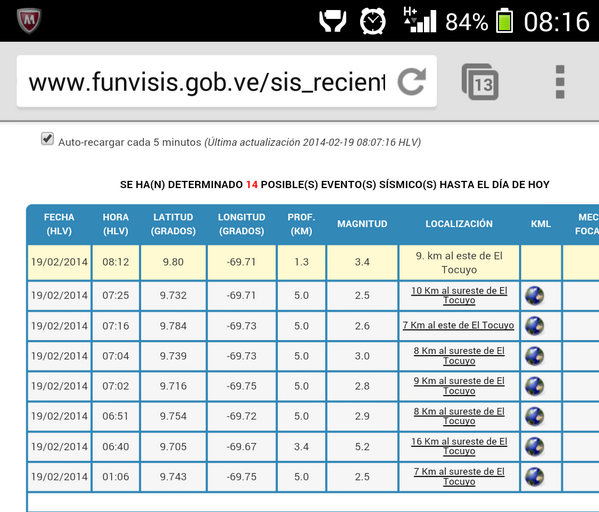 M H+ 84% 08:16
www.funvisis.gob.ve/sis_recient 13
Auto-recargar cada 5 minutos (Última actualización 2014-02-19 08:07:16 HLV)
SE HA(N) DETERMINADO 14 POSIBLE(S) EVENTO(S) SÍSMICO(S) HASTA EL DÍA DE HOY
FECHA (HLV) HORA (HLV) LATITUD (GRADOS) LONGITUD (GRADOS) PROF. (KM) MAGNITUD LOCALIZACIÓN KML MEC FOCA
19/02/2014 08:12 9.80 -69.71 1.3 3.4 9. km al este de El Tocuyo
19/02/2014 07:25 9.732 -69.71 5.0 2.5 10 Km al sureste de El Tocuyo
19/02/2014 07:16 9.784 -69.73 5.0 2.6 7 Km al este de El Tocuyo
19/02/2014 07:04 9.739 -69.73 5.0 3.0 8 Km al sureste de El Tocuyo
19/02/2014 07:02 9.716 -69.75 5.0 2.8 9 Km al sureste de El Tocuyo
19/02/2014 06:51 9.754 -69.72 5.0 2.9 8 Km al sureste de El Tocuyo
19/02/2014 06:40 9.705 -69.67 3.4 5.2 16 Km al sureste de El Tocuyo
19/02/2014 01:06 9.743 -69.75 5.0 2.5 7 Km al sureste de El Tocuyo